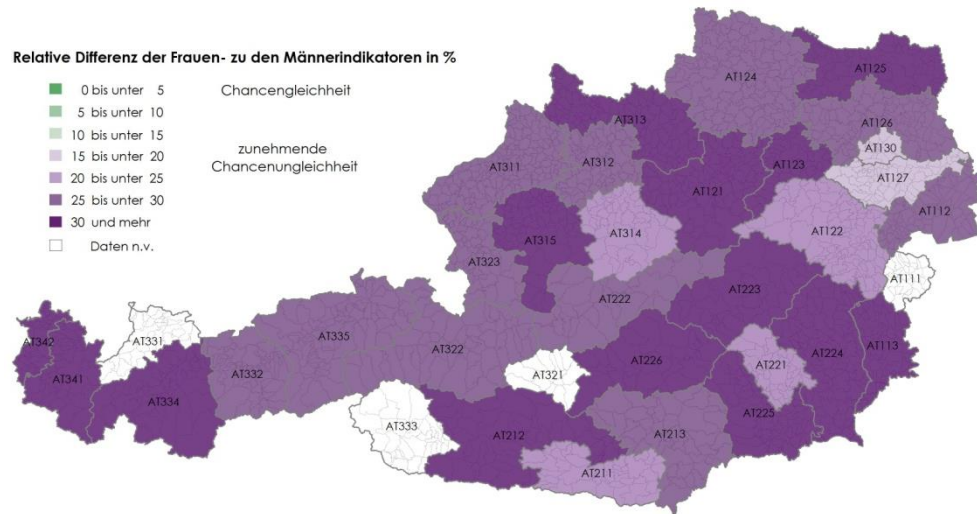 Relative Differenz der Frauen- zu den Männerindikatoren in %
0 bis unter 5 Chancengleichheit
5 bis unter 10
10 bis unter 15
15 bis unter 20 zunehmende
20 bis unter 25 Chancenungleichheit
25 bis unter 30
30 und mehr
Daten n.v.
AT124
AT125
AT313
AT126
AT130
AT311
AT312
AT123
AT127
AT121
AT112
AT315
AT314
AT122
AT323
AT111
AT222
AT223
AT342
AT331
AT335
AT322
AT113
AT341
AT332
AT321
AT226
AT221
AT224
AT334
AT333
AT225
AT212
AT213
AT211